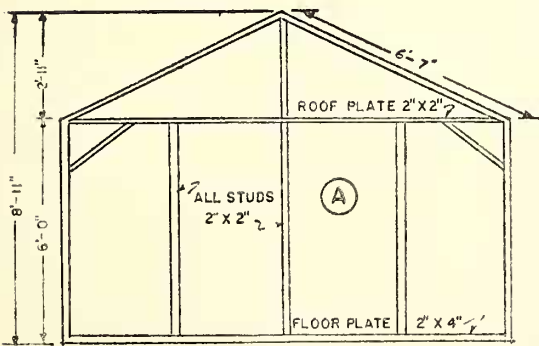 6'-7"
2'-11"
8'-11"
6'-0"
ROOF PLATE 2" X 2"
ALL STUDS
2" X 2"
A
FLOOR PLATE 2" X 4"